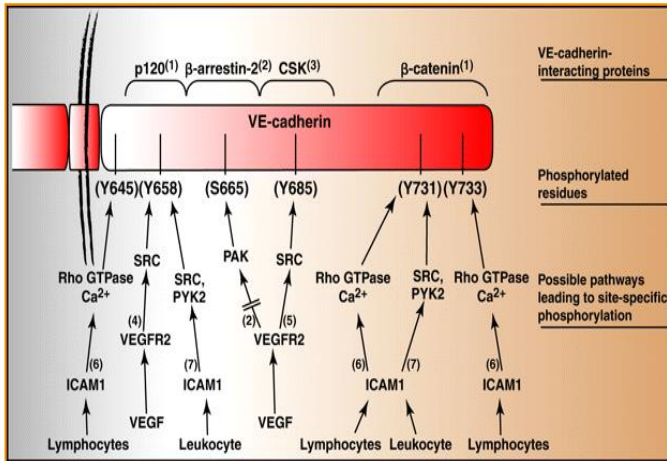 p120(1) β-arrestin-2(2) CSK(3) β-catenin(1)
VE-cadherin-
interacting proteins
VE-cadherin
(Y645)(Y658) (S665) (Y685) (Y731) (Y733)
Phosphorylated
residues
SRC PAK SRC
Rho GTPase SRC, Rho GTPase SRC, Rho GTPase
Ca2+ PYK2 Ca2+ PYK2 Ca2+
Possible pathways
leading to site-specific
phosphorylation
(4) (2) (5)
VEGFR2 VEGFR2
(6) (7) (6) (7) (6)
ICAM1 ICAM1 ICAM1 ICAM1
VEGF VEGF
Lymphocytes Leukocyte Lymphocytes Leukocyte Lymphocytes